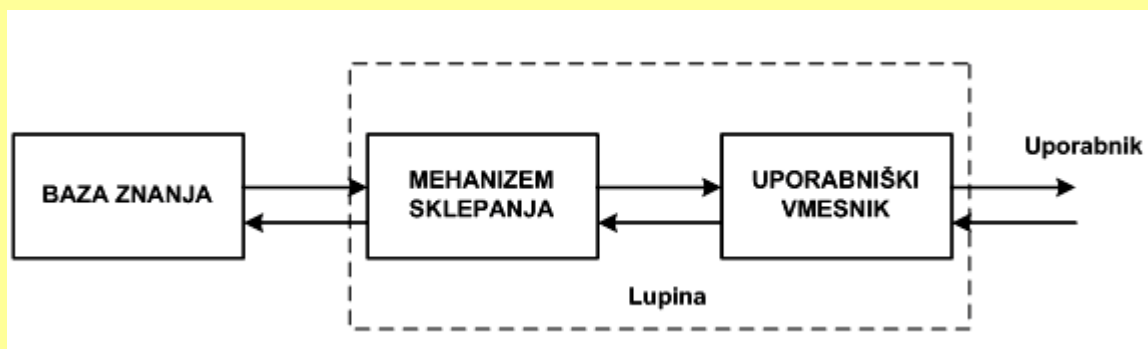 BAZA ZNANJA
MEHANIZEM
SKLEPANJA
UPORABNIŠKI
VMESNIK
Uporabnik
Lupina